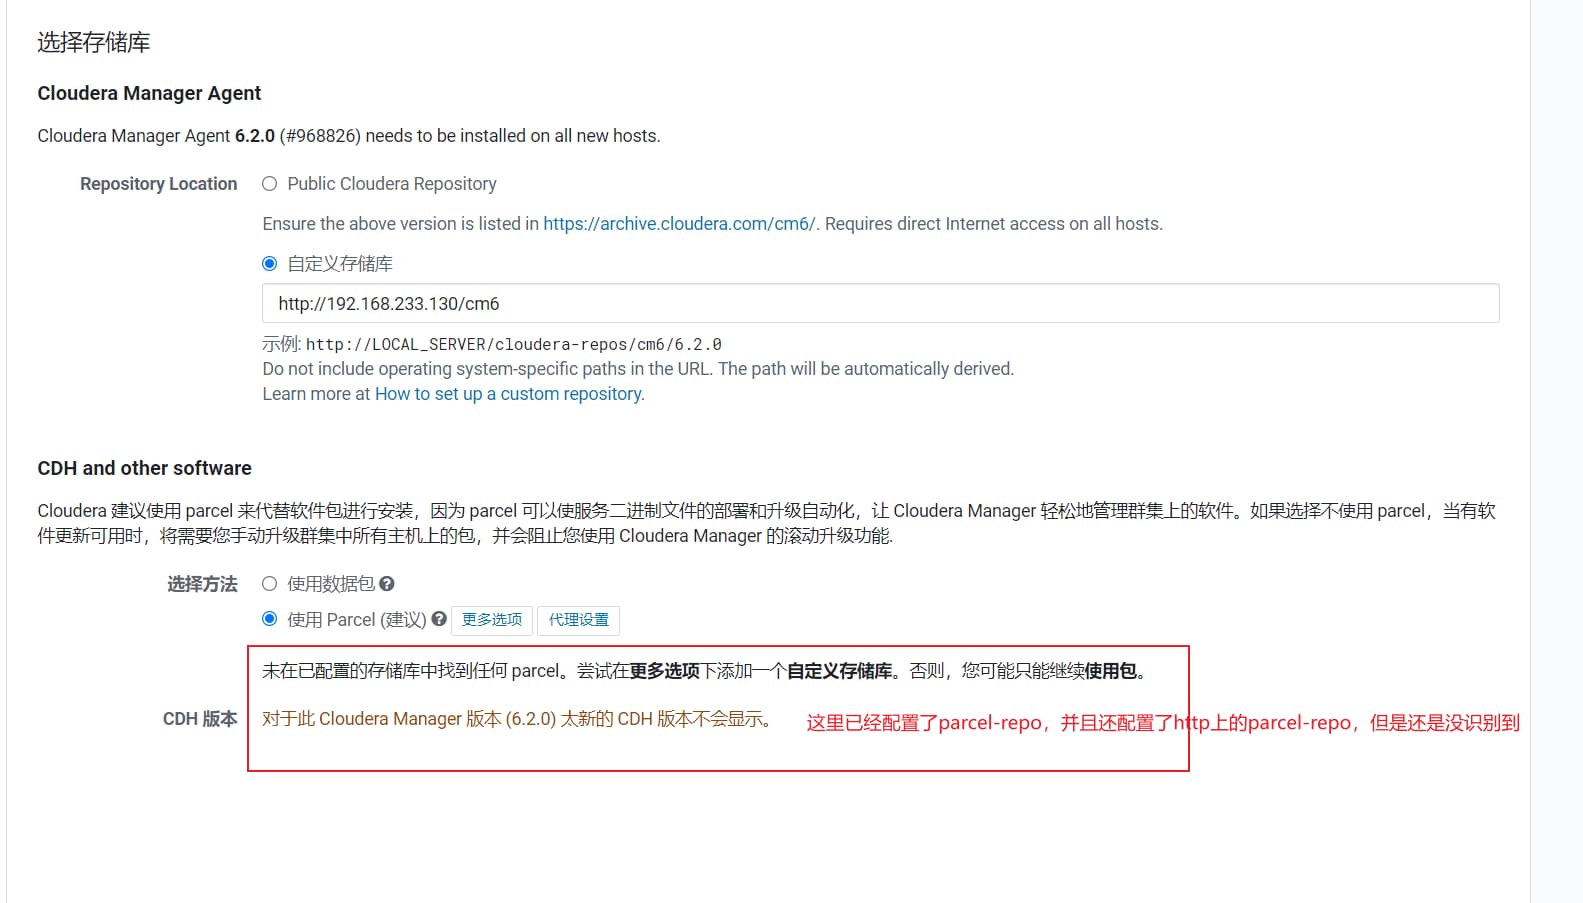 选择存储库
Cloudera Manager Agent
Cloudera Manager Agent 6.2.0 (#968826) needs to be installed on all new hosts.
Repository Location
Public Cloudera Repository
Ensure the above version is listed in https://archive.cloudera.com/cm6/. Requires direct Internet access on all hosts.
自定义存储库
http://192.168.233.130/cm6
示例: http://LOCAL_SERVER/cloudera-repos/cm6/6.2.0
Do not include operating system-specific paths in the URL. The path will be automatically derived.
Learn more at How to set up a custom repository.
CDH and other software
Cloudera 建议使用 parcel 来代替软件包进行安装，因为 parcel 可以使服务二进制文件的部署和升级自动化，让 Cloudera Manager 轻松地管理群集上的软件。如果选择不使用 parcel，当有软
件更新可用时，将需要您手动升级群集中所有主机上的包，并会阻止您使用 Cloudera Manager 的滚动升级功能.
选择方法 使用数据包
使用 Parcel (建议) 更多选项 代理设置
未在已配置的存储库中找到任何 parcel。尝试在更多选项下添加一个自定义存储库。否则，您可能只能继续使用包。
CDH 版本 对于此 Cloudera Manager 版本 (6.2.0) 太新的 CDH 版本不会显示。 这里已经配置了parcel-repo，并且还配置了http上的parcel-repo，但是还是没识别到